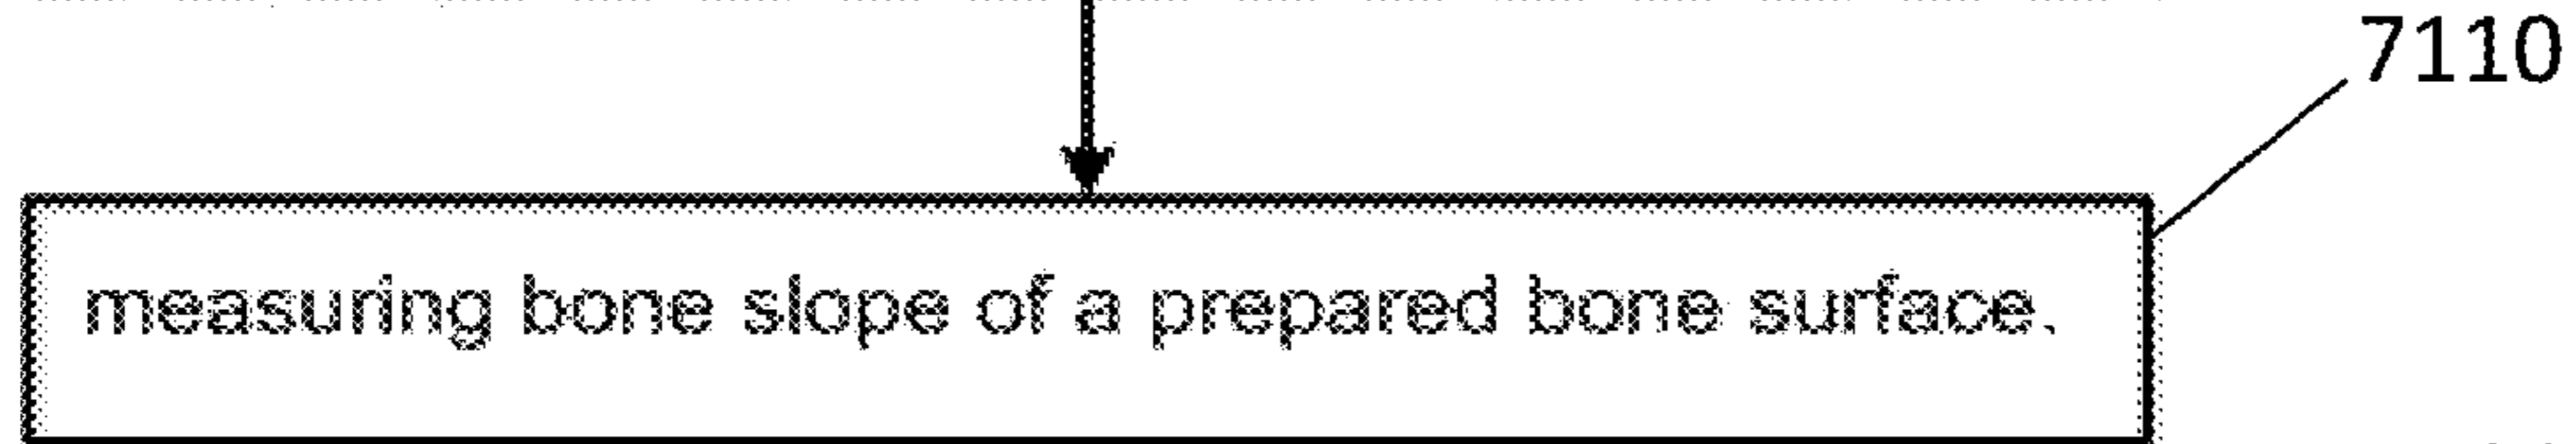 7110
measuring bone slope of a prepared bone surface.